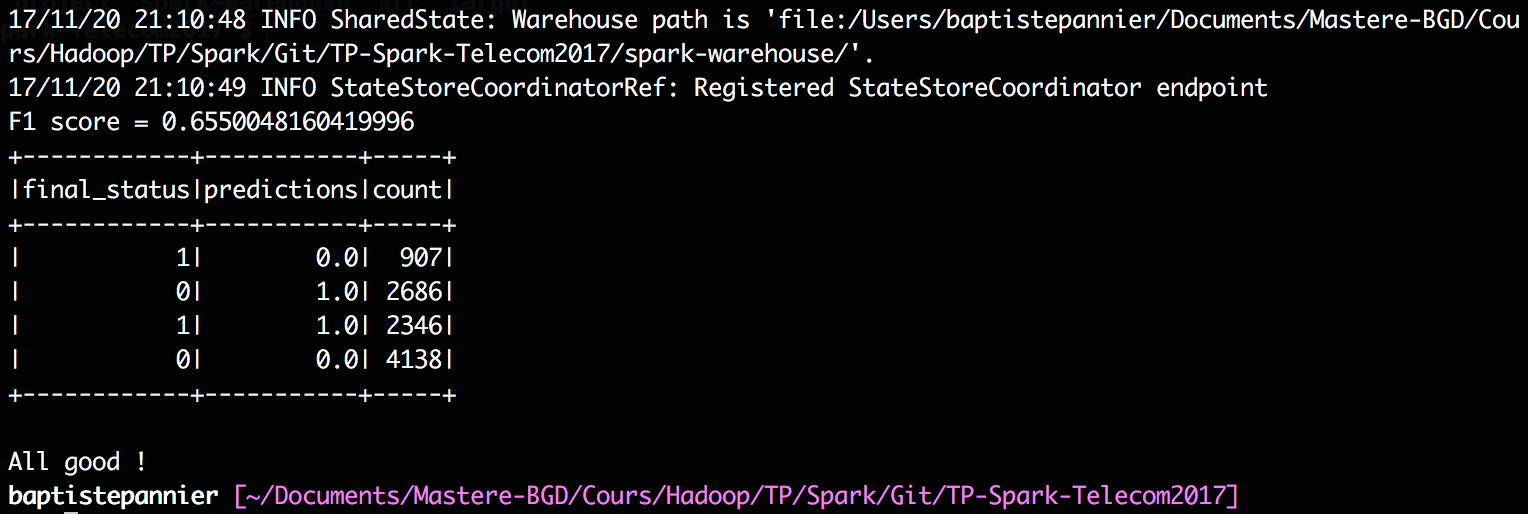 17/11/20 21:10:48 INFO SharedState: Warehouse path is 'file:/Users/baptistepannier/Documents/Mastere-BGD/Cou
rs/Hadoop/TP/Spark/Git/TP-Spark-Telecom2017/spark-warehouse/'.
17/11/20 21:10:49 INFO StateStoreCoordinatorRef: Registered StateStoreCoordinator endpoint
F1 score = 0.6550048160419996
+------------+-----------+-----+
|final_status|predictions|count|
+------------+-----------+-----+
|           1|        0.0|  907|
|           0|        1.0| 2686|
|           1|        1.0| 2346|
|           0|        0.0| 4138|
+------------+-----------+-----+
All good !
baptistepannier [~/Documents/Mastere-BGD/Cours/Hadoop/TP/Spark/Git/TP-Spark-Telecom2017]